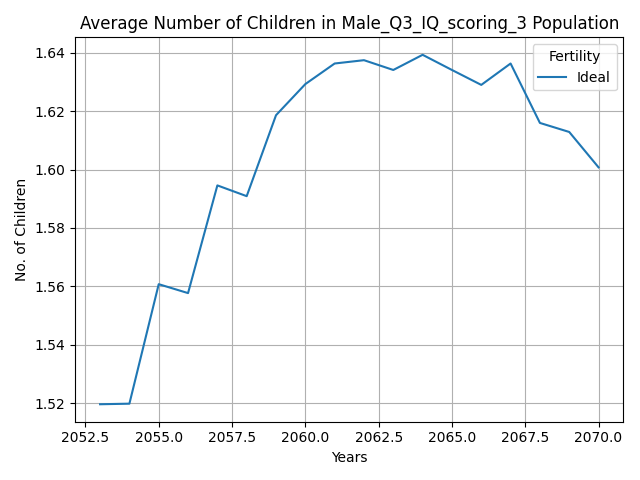 Average Number of Children in Male_Q3_IQ_scoring_3 Population
Fertility
Ideal
1.64
1.62
1.60
1.58
1.56
1.54
1.52
No. of Children
2052.5 2055.0 2057.5 2060.0 2062.5 2065.0 2067.5 2070.0
Years